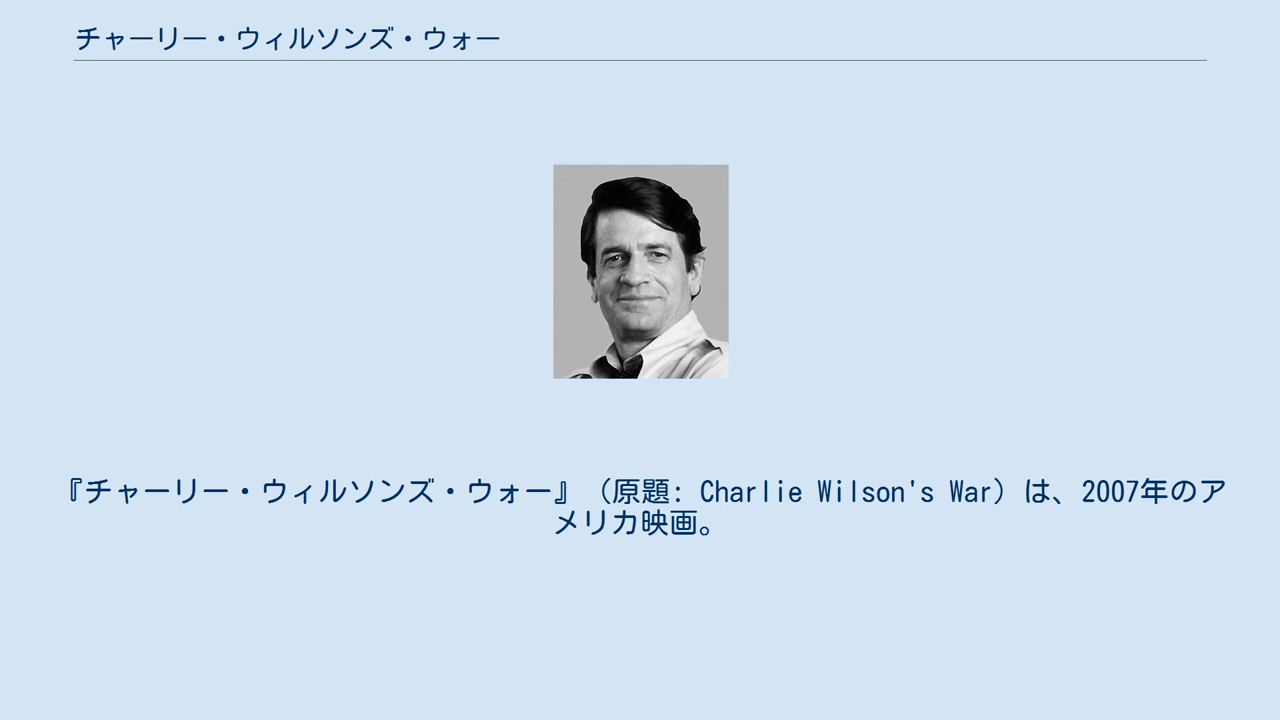 チャーリー・ウィルソンズ・ウォー
『チャーリー・ウィルソンズ・ウォー』（原題: Charlie Wilson's War）は、2007年のア
メリカ映画。